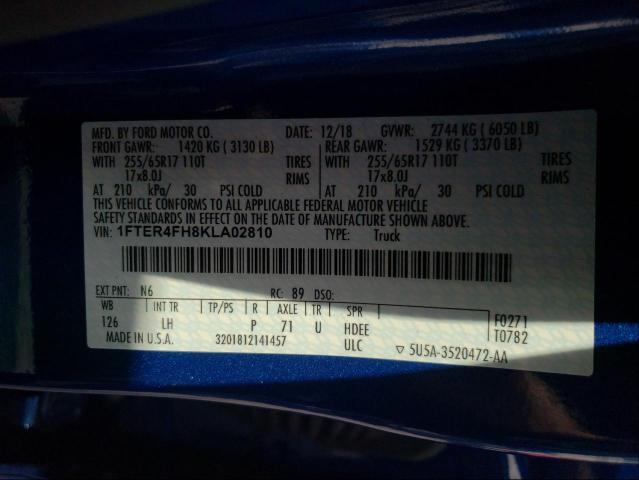 MFD. BY FORD MOTOR CO. DATE: 12/18 GVWR: 2744 KG ( 6050 LB)
FRONT GAWR: 1420 KG ( 3130 LB) REAR GAWR: 1529 KG ( 3370 LB)
WITH 255/65R17 110T TIRES WITH 255/65R17 110T TIRES
17x8.0J RIMS 17x8.0J RIMS
AT 210 kPa/ 30 PSI COLD AT 210 kPa/ 30 PSI COLD
THIS VEHICLE CONFORMS TO ALL APPLICABLE FEDERAL MOTOR VEHICLE
SAFETY STANDARDS IN EFFECT ON THE DATE OF MANUFACTURE SHOWN ABOVE.
VIN: 1FTER4FH8KLA02810 TYPE: Truck
EXT PNT: N6 RC: 89 DSO:
WB INT TR TP/PS R AXLE TR SPR
126 LH P 71 U HDEE
F0271
T0782
MADE IN U.S.A. 3201812141457 ULC ▽ 5U5A-3520472-AA